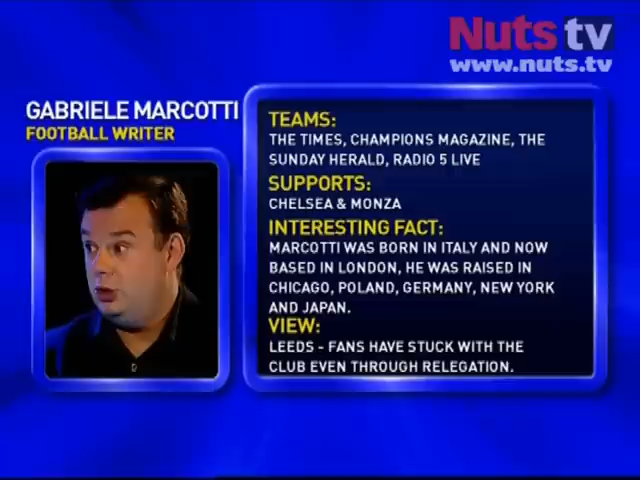 Nuts tv
www.nuts.tv
GABRIELE MARCOTTI
FOOTBALL WRITER
TEAMS:
THE TIMES, CHAMPIONS MAGAZINE, THE
SUNDAY HERALD, RADIO 5 LIVE
SUPPORTS:
CHELSEA & MONZA
INTERESTING FACT:
MARCOTTI WAS BORN IN ITALY AND NOW
BASED IN LONDON, HE WAS RAISED IN
CHICAGO, POLAND, GERMANY, NEW YORK
AND JAPAN.
VIEW:
LEEDS - FANS HAVE STUCK WITH THE
CLUB EVEN THROUGH RELEGATION.